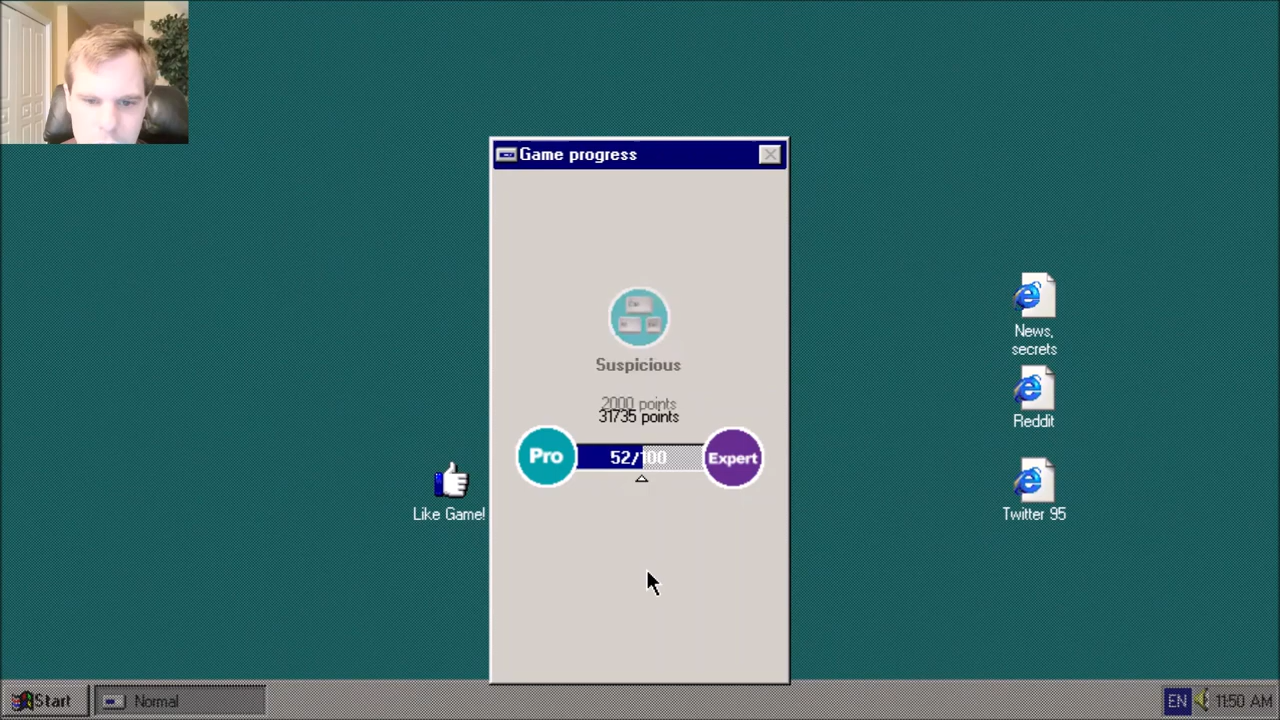 Game progress
Suspicious
2000 points
31735 points
Pro
52/100
Expert
Like Game!
News,
secrets
Reddit
Twitter 95
Start
Normal
EN
11:50 AM